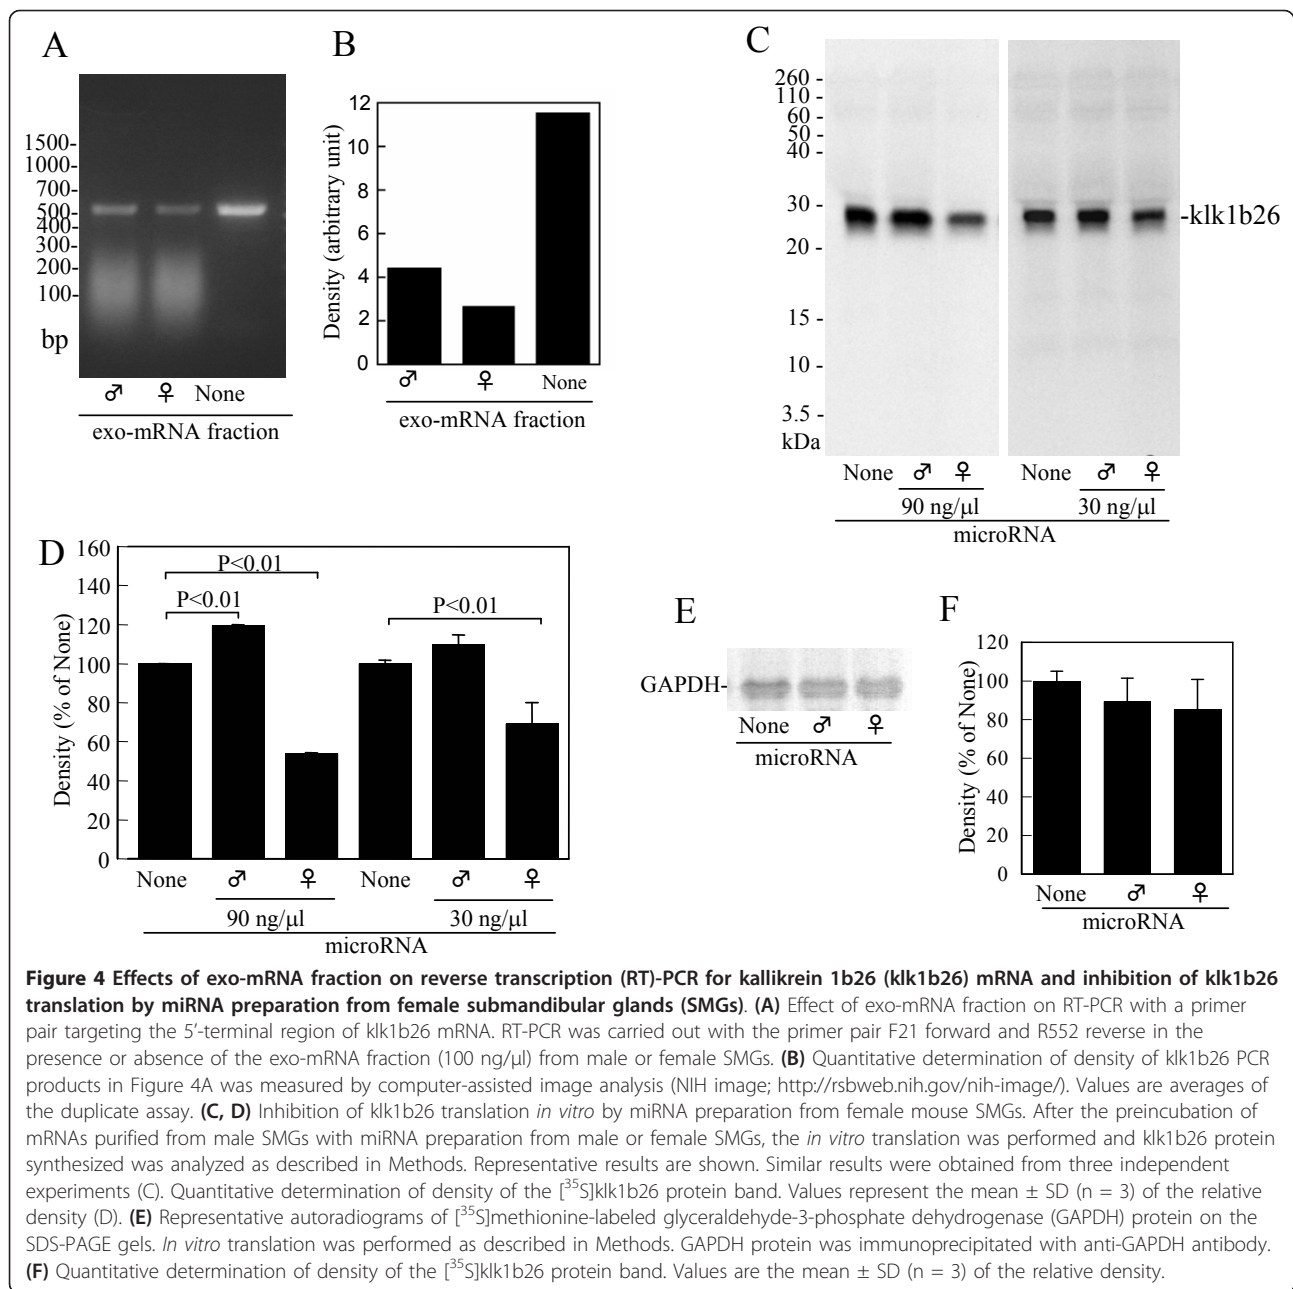 A
1500-
1000-
700-
500-
400-
300-
200-
100-
bp
♂ ♀ None
exo-mRNA fraction
B
Density (arbitrary unit)
12
10
8
6
4
2
0
♂ ♀ None
exo-mRNA fraction
C
260 -
110 -
60 -
50 -
40 -
30 -
20 -
15 -
10 -
3.5 -
kDa
-klk1b26
None ♂ ♀ None ♂ ♀
90 ng/μl 30 ng/μl
microRNA
D
Density (% of None)
160
140
120
100
80
60
40
20
0
P<0.01
P<0.01
P<0.01
None ♂ ♀ None ♂ ♀
90 ng/μl 30 ng/μl
microRNA
E
GAPDH-
None ♂ ♀
microRNA
F
Density (% of None)
120
100
80
60
40
20
0
None ♂ ♀
microRNA
Figure 4 Effects of exo-mRNA fraction on reverse transcription (RT)-PCR for kallikrein 1b26 (klk1b26) mRNA and inhibition of klk1b26
translation by miRNA preparation from female submandibular glands (SMGs). (A) Effect of exo-mRNA fraction on RT-PCR with a primer
pair targeting the 5′-terminal region of klk1b26 mRNA. RT-PCR was carried out with the primer pair F21 forward and R552 reverse in the
presence or absence of the exo-mRNA fraction (100 ng/μl) from male or female SMGs. (B) Quantitative determination of density of klk1b26 PCR
products in Figure 4A was measured by computer-assisted image analysis (NIH image; http://rsbweb.nih.gov/nih-image/). Values are averages of
the duplicate assay. (C, D) Inhibition of klk1b26 translation in vitro by miRNA preparation from female mouse SMGs. After the preincubation of
mRNAs purified from male SMGs with miRNA preparation from male or female SMGs, the in vitro translation was performed and klk1b26 protein
synthesized was analyzed as described in Methods. Representative results are shown. Similar results were obtained from three independent
experiments (C). Quantitative determination of density of the [35S]klk1b26 protein band. Values represent the mean ± SD (n = 3) of the relative
density (D). (E) Representative autoradiograms of [35S]methionine-labeled glyceraldehyde-3-phosphate dehydrogenase (GAPDH) protein on the
SDS-PAGE gels. In vitro translation was performed as described in Methods. GAPDH protein was immunoprecipitated with anti-GAPDH antibody.
(F) Quantitative determination of density of the [35S]klk1b26 protein band. Values are the mean ± SD (n = 3) of the relative density.